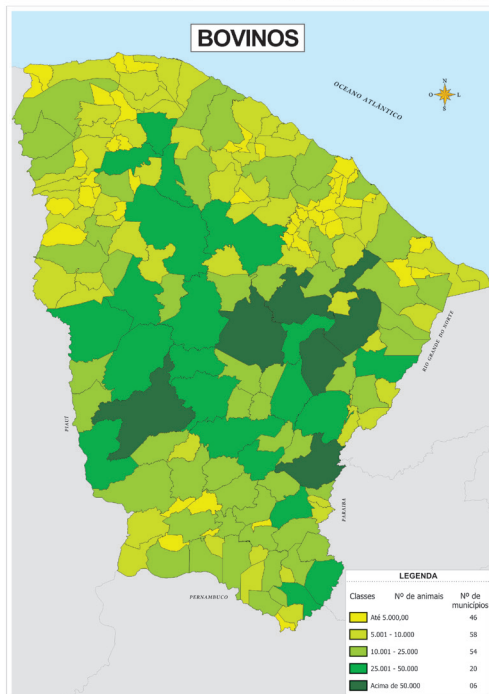 BOVINOS
OCEANO ATLÂNTICO
N
O L
S
RIO GRANDE DO NORTE
PIAUÍ
PARAÍBA
PERNAMBUCO
LEGENDA
Classes Nº de animais Nº de municípios
Até 5.000,00 46
5.001 - 10.000 58
10.001 - 25.000 54
25.001 - 50.000 20
Acima de 50.000 06